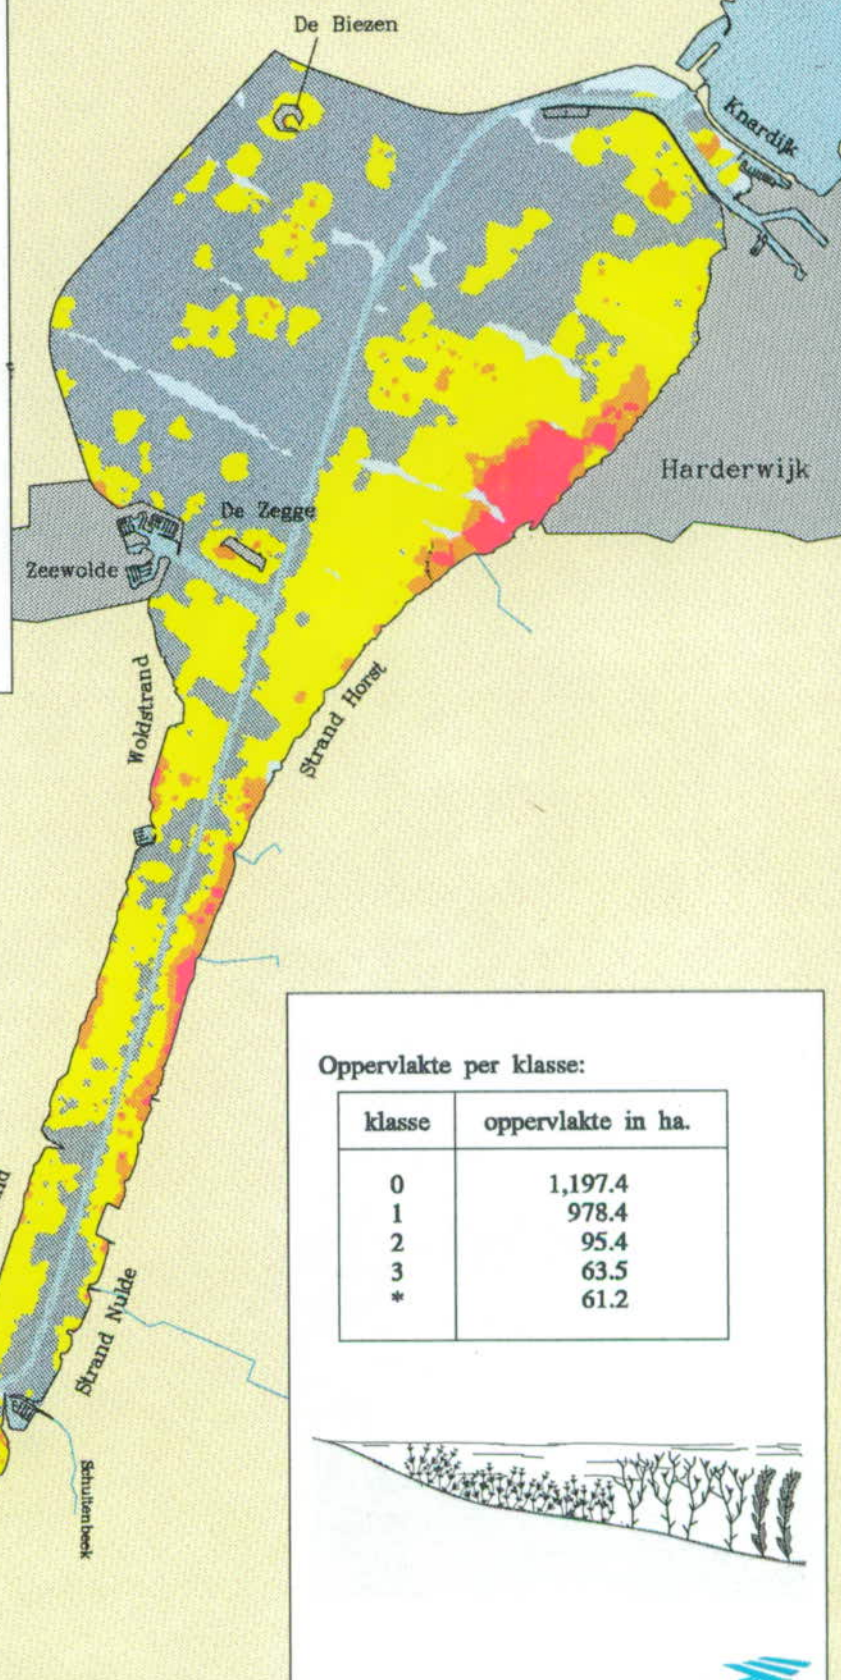 De Biezen
Knardijk
Harderwijk
De Zegge
Zeewolde
Woldstrand
Strand Horst
Strand Nulde
Schuitenbeek
Oppervlakte per klasse:
klasse oppervlakte in ha.
0 1,197.4
1 978.4
2 95.4
3 63.5
* 61.2